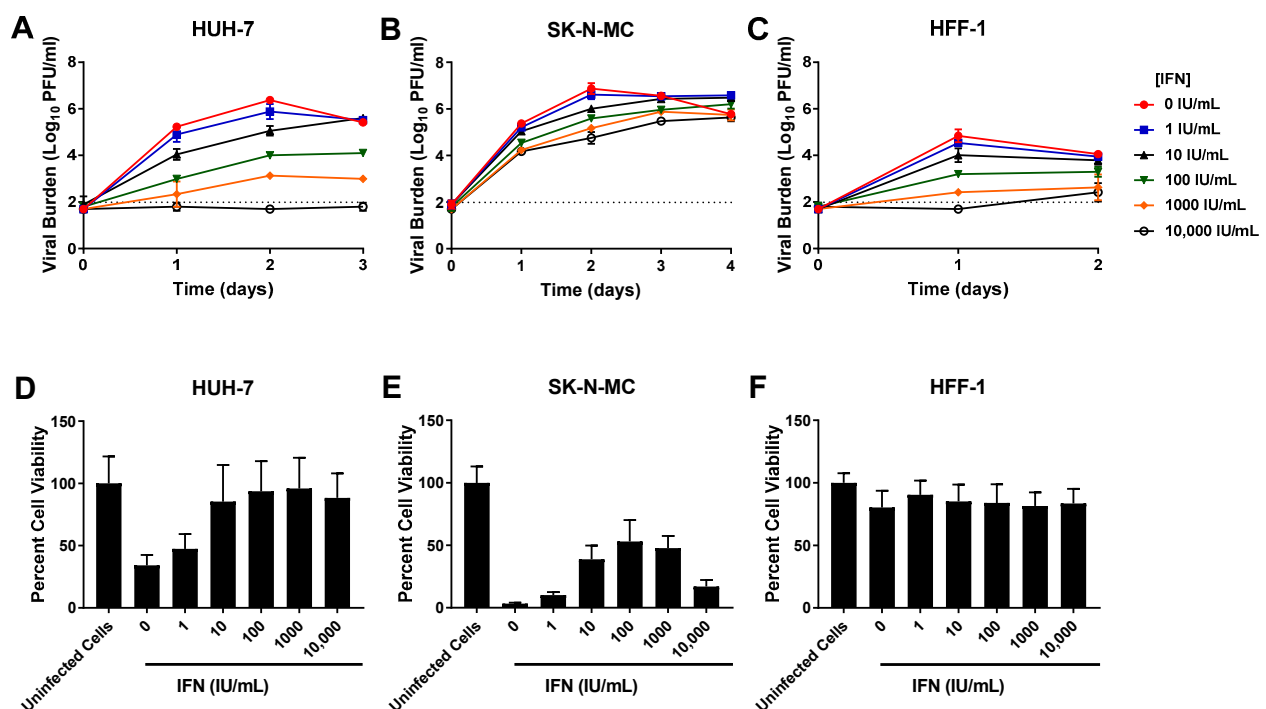 A
HUH-7
Viral Burden (Log10 PFU/ml)
8
6
4
2
0
0
1
2
3
Time (days)
B
SK-N-MC
Viral Burden (Log10 PFU/ml)
8
6
4
2
0
0
1
2
3
4
Time (days)
C
HFF-1
Viral Burden (Log10 PFU/ml)
8
6
4
2
0
0
1
2
Time (days)
[IFN]
0 IU/mL
1 IU/mL
10 IU/mL
100 IU/mL
1000 IU/mL
10,000 IU/mL
D
HUH-7
Percent Cell Viability
150
100
50
0
Uninfected Cells
0
1
10
100
1000
10,000
IFN (IU/mL)
E
SK-N-MC
Percent Cell Viability
150
100
50
0
Uninfected Cells
0
1
10
100
1000
10,000
IFN (IU/mL)
F
HFF-1
Percent Cell Viability
150
100
50
0
Uninfected Cells
0
1
10
100
1000
10,000
IFN (IU/mL)